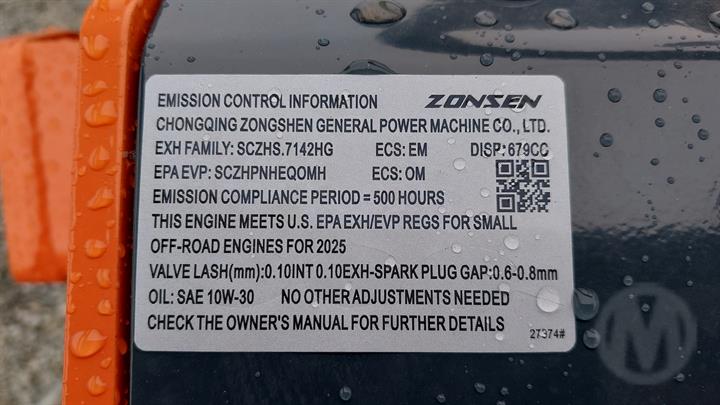 EMISSION CONTROL INFORMATION ZONSEN
CHONGQING ZONGSHEN GENERAL POWER MACHINE CO., LTD.
EXH FAMILY: SCZHS.7142HG ECS: EM DISP: 679CC
EPA EVP: SCZHPNHEQOMH ECS: OM
EMISSION COMPLIANCE PERIOD = 500 HOURS
THIS ENGINE MEETS U.S. EPA EXH/EVP REGS FOR SMALL
OFF-ROAD ENGINES FOR 2025
VALVE LASH(mm):0.10INT 0.10EXH-SPARK PLUG GAP:0.6-0.8mm
OIL: SAE 10W-30 NO OTHER ADJUSTMENTS NEEDED
CHECK THE OWNER'S MANUAL FOR FURTHER DETAILS
27374#
M